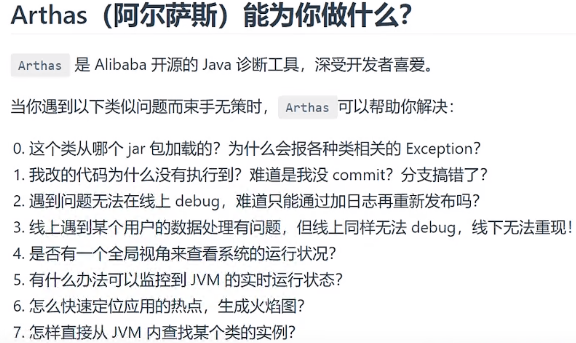 Arthas（阿尔萨斯）能为你做什么？
Arthas 是 Alibaba 开源的 Java 诊断工具，深受开发者喜爱。
当你遇到以下类似问题而束手无策时，Arthas可以帮助你解决：
0. 这个类从哪个 jar 包加载的？为什么会报各种类相关的 Exception？
1. 我改的代码为什么没有执行到？难道是我没 commit？分支搞错了？
2. 遇到问题无法在线上 debug，难道只能通过加日志再重新发布吗？
3. 线上遇到某个用户的数据处理有问题，但线上同样无法 debug，线下无法重现！
4. 是否有一个全局视角来查看系统的运行状况？
5. 有什么办法可以监控到 JVM 的实时运行状态？
6. 怎么快速定位应用的热点，生成火焰图？
7. 怎样直接从 JVM 内查找某个类的实例？